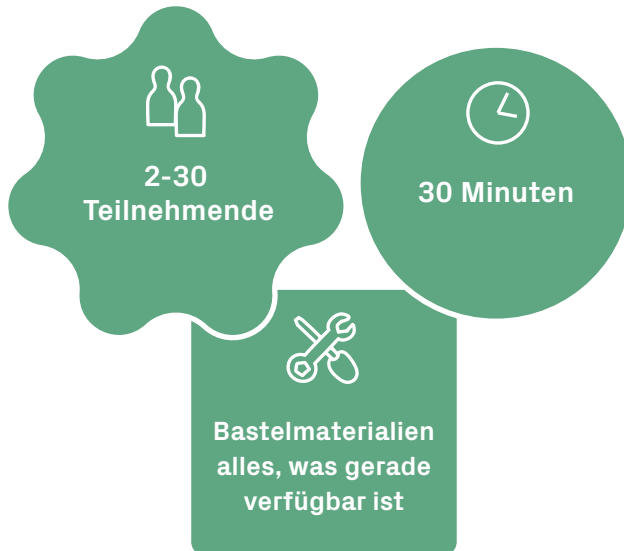 2-30
Teilnehmende
30 Minuten
Bastelmaterialien
alles, was gerade
verfügbar ist